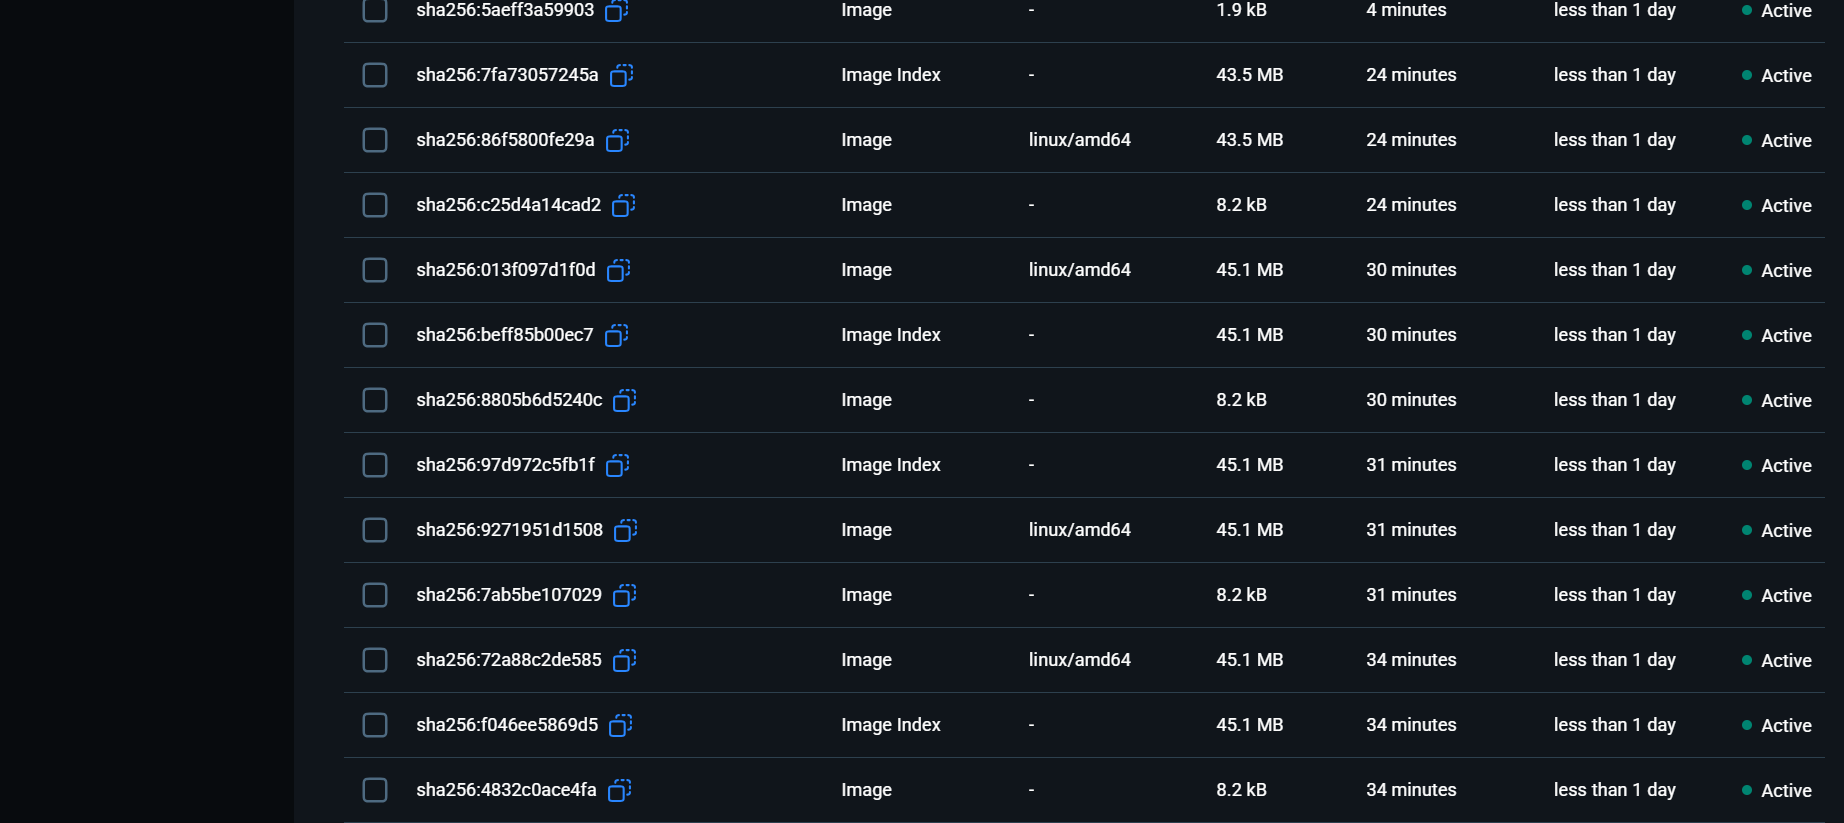 sha256:5aeff3a59903 Image - 1.9 kB 4 minutes less than 1 day Active
sha256:7fa73057245a Image Index - 43.5 MB 24 minutes less than 1 day Active
sha256:86f5800fe29a Image linux/amd64 43.5 MB 24 minutes less than 1 day Active
sha256:c25d4a14cad2 Image - 8.2 kB 24 minutes less than 1 day Active
sha256:013f097d1f0d Image linux/amd64 45.1 MB 30 minutes less than 1 day Active
sha256:beff85b00ec7 Image Index - 45.1 MB 30 minutes less than 1 day Active
sha256:8805b6d5240c Image - 8.2 kB 30 minutes less than 1 day Active
sha256:97d972c5fb1f Image Index - 45.1 MB 31 minutes less than 1 day Active
sha256:9271951d1508 Image linux/amd64 45.1 MB 31 minutes less than 1 day Active
sha256:7ab5be107029 Image - 8.2 kB 31 minutes less than 1 day Active
sha256:72a88c2de585 Image linux/amd64 45.1 MB 34 minutes less than 1 day Active
sha256:f046ee5869d5 Image Index - 45.1 MB 34 minutes less than 1 day Active
sha256:4832c0ace4fa Image - 8.2 kB 34 minutes less than 1 day Active